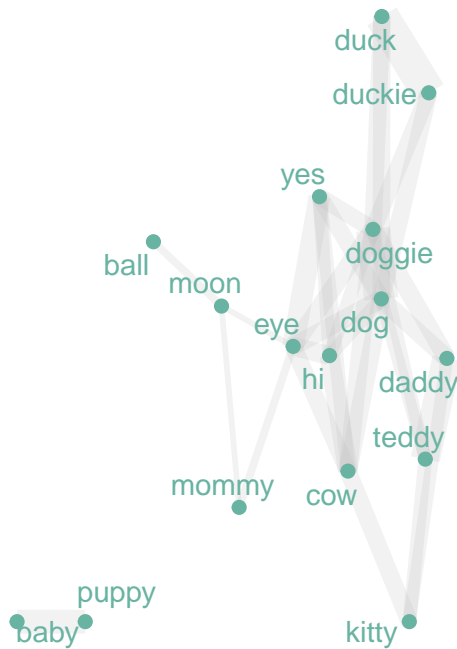 duck
duckie
yes
doggie
ball
moon
eye
dog
hi
daddy
teddy
mommy
cow
puppy
baby
kitty